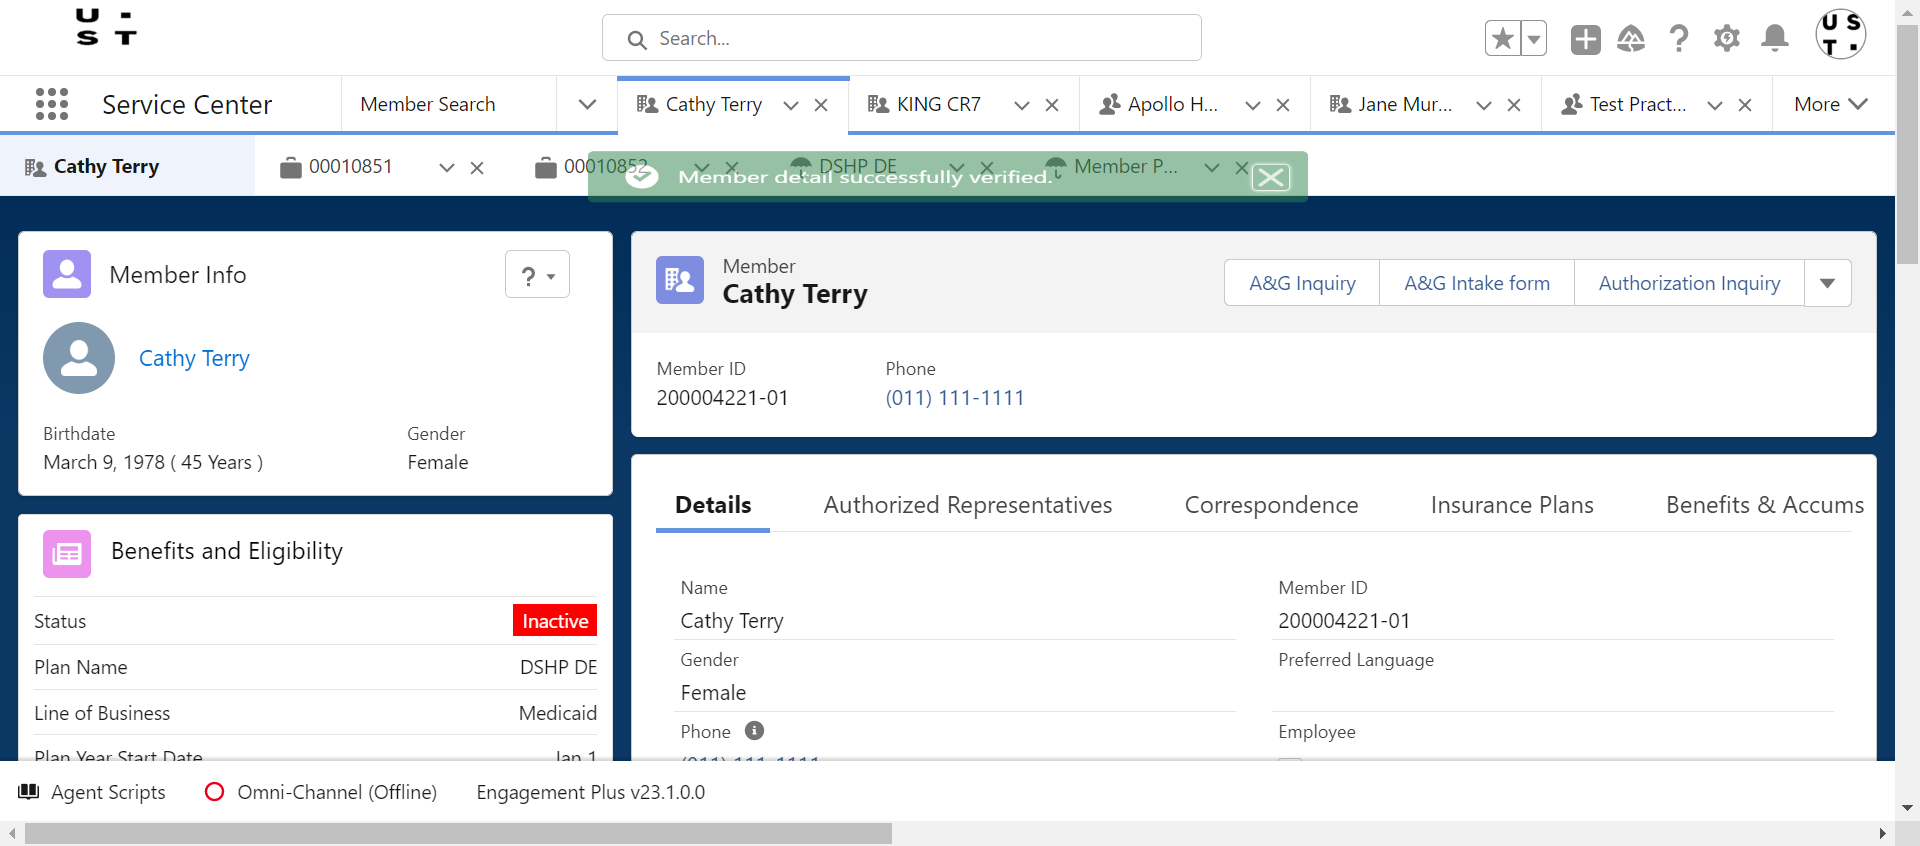 U S T .
Search...
U S T .
Service Center
Member Search
Cathy Terry
KING CR7
Apollo H...
Jane Mur...
Test Pract...
More
Cathy Terry
00010851
00010852
DSHP DE
Member P...
Member detail successfully verified.
Member Info
?
Cathy Terry
Birthdate
Gender
March 9, 1978 ( 45 Years )
Female
Benefits and Eligibility
Status
Inactive
Plan Name
DSHP DE
Line of Business
Medicaid
Plan Year Start Date
Jan 1
Member
Cathy Terry
A&G Inquiry
A&G Intake form
Authorization Inquiry
Member ID
Phone
200004221-01
(011) 111-1111
Details
Authorized Representatives
Correspondence
Insurance Plans
Benefits & Accums
Name
Member ID
Cathy Terry
200004221-01
Gender
Preferred Language
Female
Phone
Employee
(011) 111-1111
Agent Scripts
Omni-Channel (Offline)
Engagement Plus v23.1.0.0